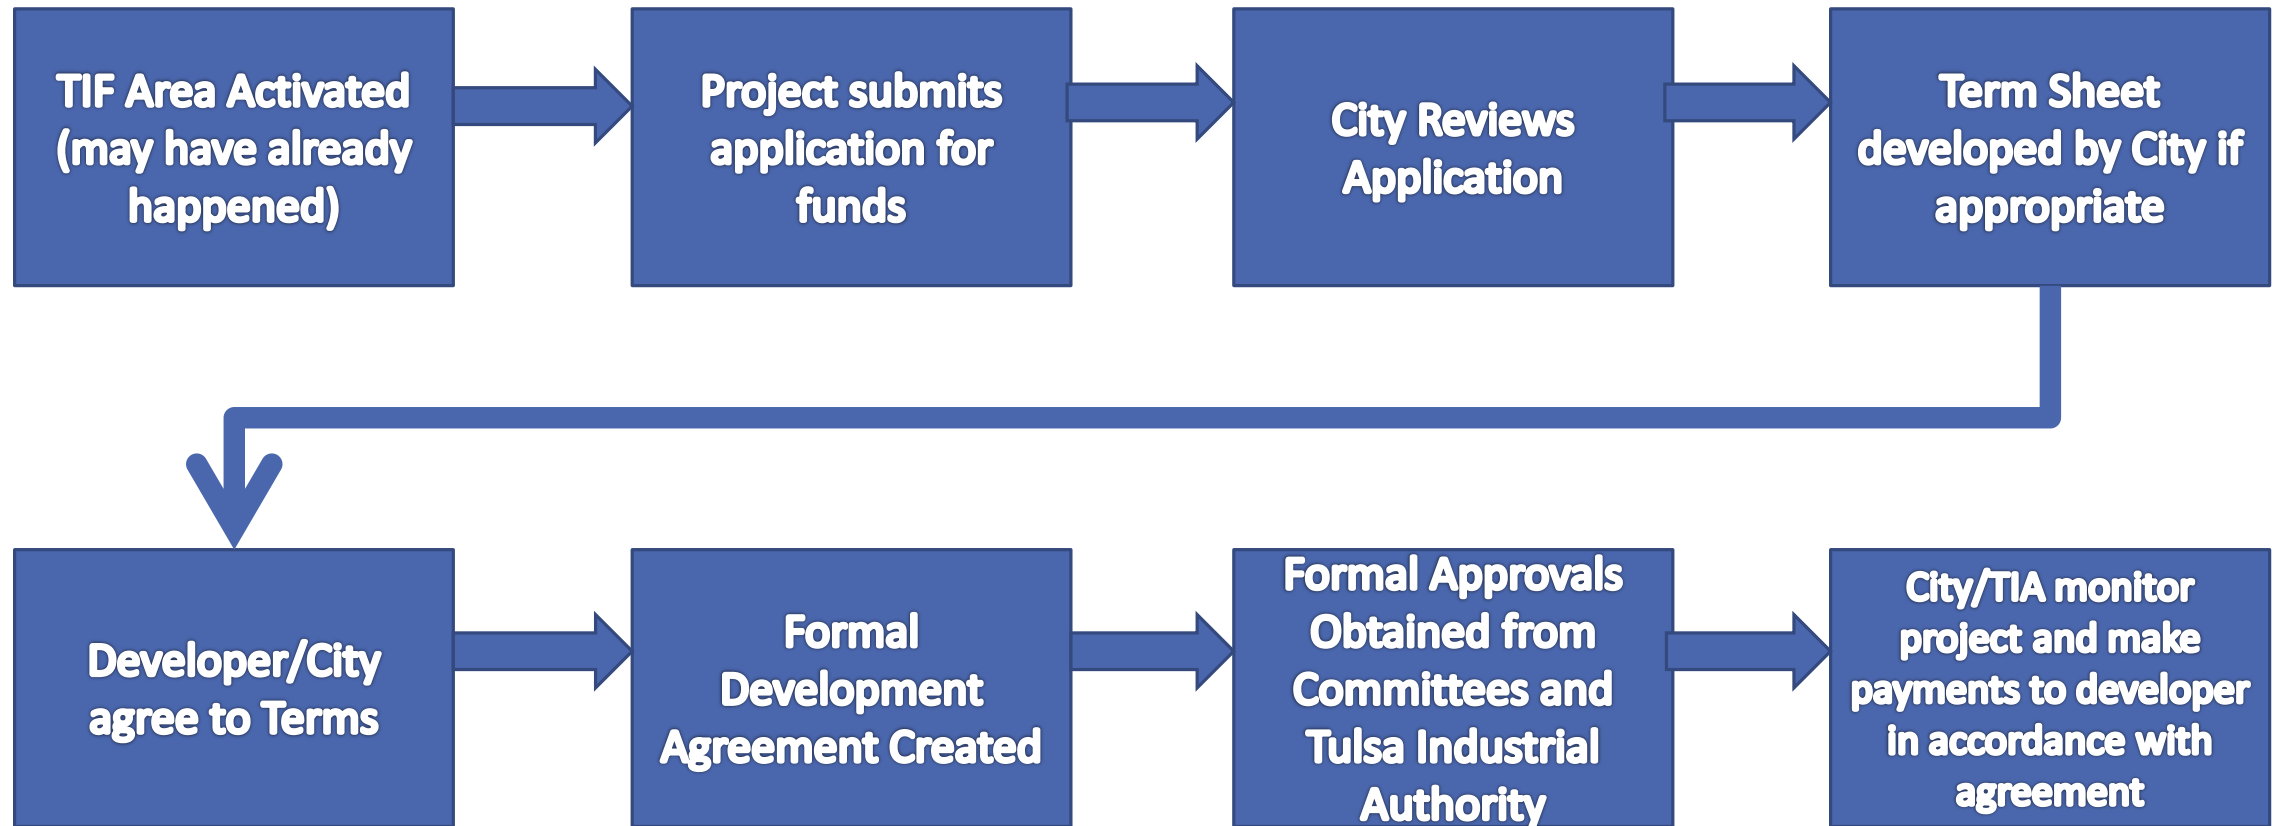 TIF Area Activated
(may have already
happened)
Project submits
application for
funds
City Reviews
Application
Term Sheet
developed by City if
appropriate
Developer/City
agree to Terms
Formal
Development
Agreement Created
Formal Approvals
Obtained from
Committees and
Tulsa Industrial
Authority
City/TIA monitor
project and make
payments to developer
in accordance with
agreement